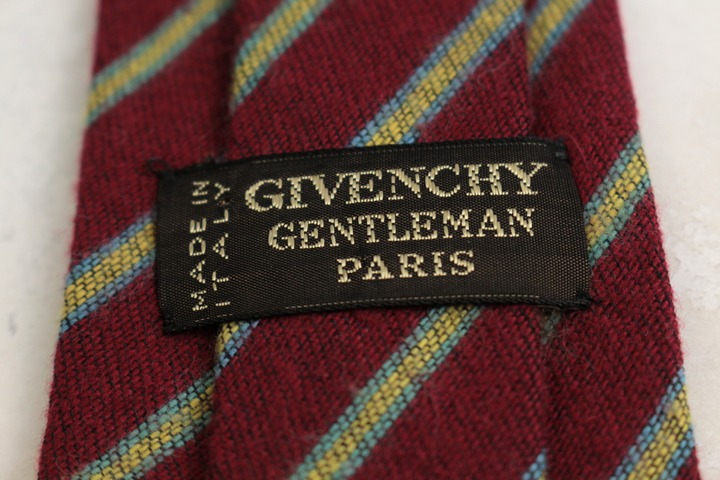 MADE IN
ITALY
GIVENCHY
GENTLEMAN
PARIS